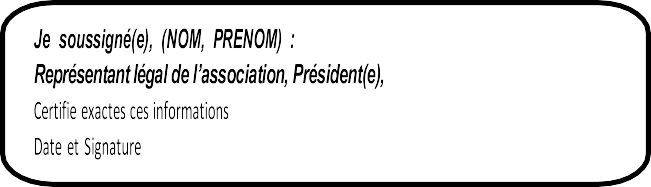 Je soussigné(e), (NOM, PRENOM) :
Représentant légal de l’association, Président(e),
Certifie exactes ces informations
Date et Signature